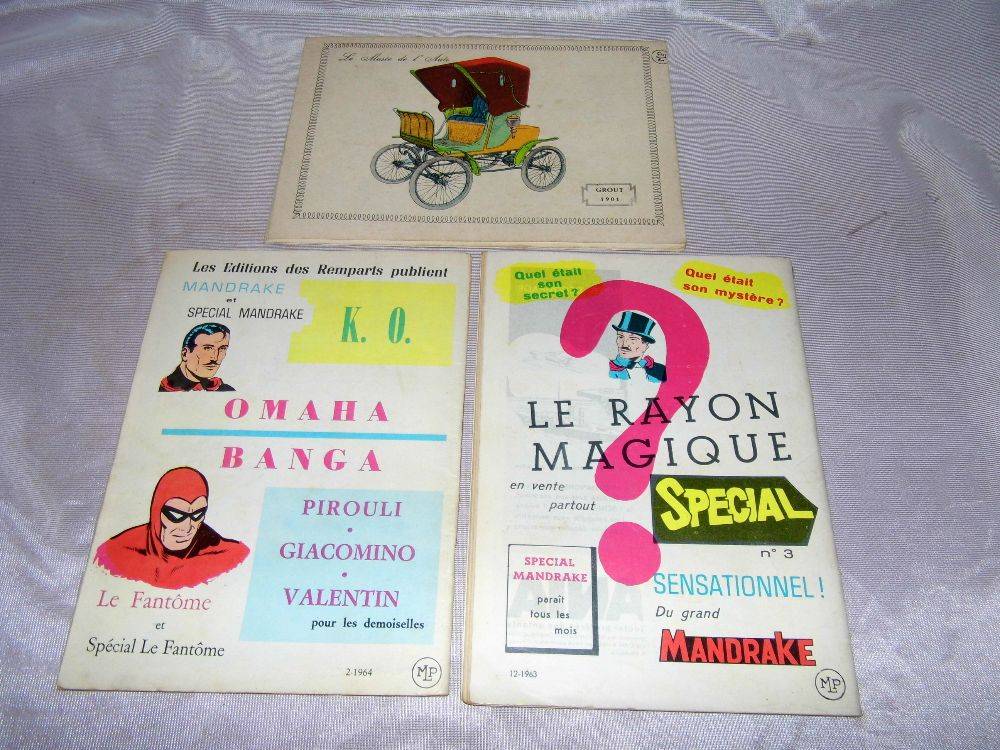 Le Musée de l'Auto
MLP
GROUT
1901
Les Editions des Remparts publient
MANDRAKE
et
SPECIAL MANDRAKE
K. O.
OMAHA
BANGA
PIROULI
GIACOMINO
VALENTIN
pour les demoiselles
Le Fantôme
et
Spécial Le Fantôme
2-1964
MLP
Quel était
son
secret ?
Quel était
son mystère ?
LE RAYON
MAGIQUE
en vente
partout
SPECIAL
n° 3
SPECIAL
MANDRAKE
paraît
tous les
mois
SENSATIONNEL !
Du grand
MANDRAKE
12-1963
MLP